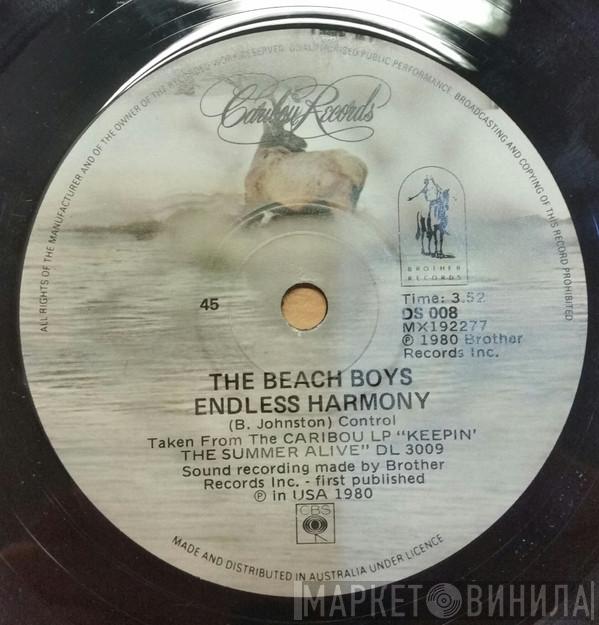 ALL RIGHTS OF THE MANUFACTURER AND OF THE OWNER OF THE RECORDED WORK RESERVED. UNAUTHORISED PUBLIC PERFORMANCE, BROADCASTING AND COPYING OF THIS RECORD PROHIBITED
Caribou Records
BROTHER
RECORDS
45
Time: 3.52
DS 008
MX192277
℗ 1980 Brother
Records Inc.
THE BEACH BOYS
ENDLESS HARMONY
(B. Johnston) Control
Taken From The CARIBOU LP "KEEPIN'
THE SUMMER ALIVE" DL 3009
Sound recording made by Brother
Records Inc. - first published
℗ in USA 1980
CBS
MADE AND DISTRIBUTED IN AUSTRALIA UNDER LICENCE
МАРКЕТ ВИНИЛА